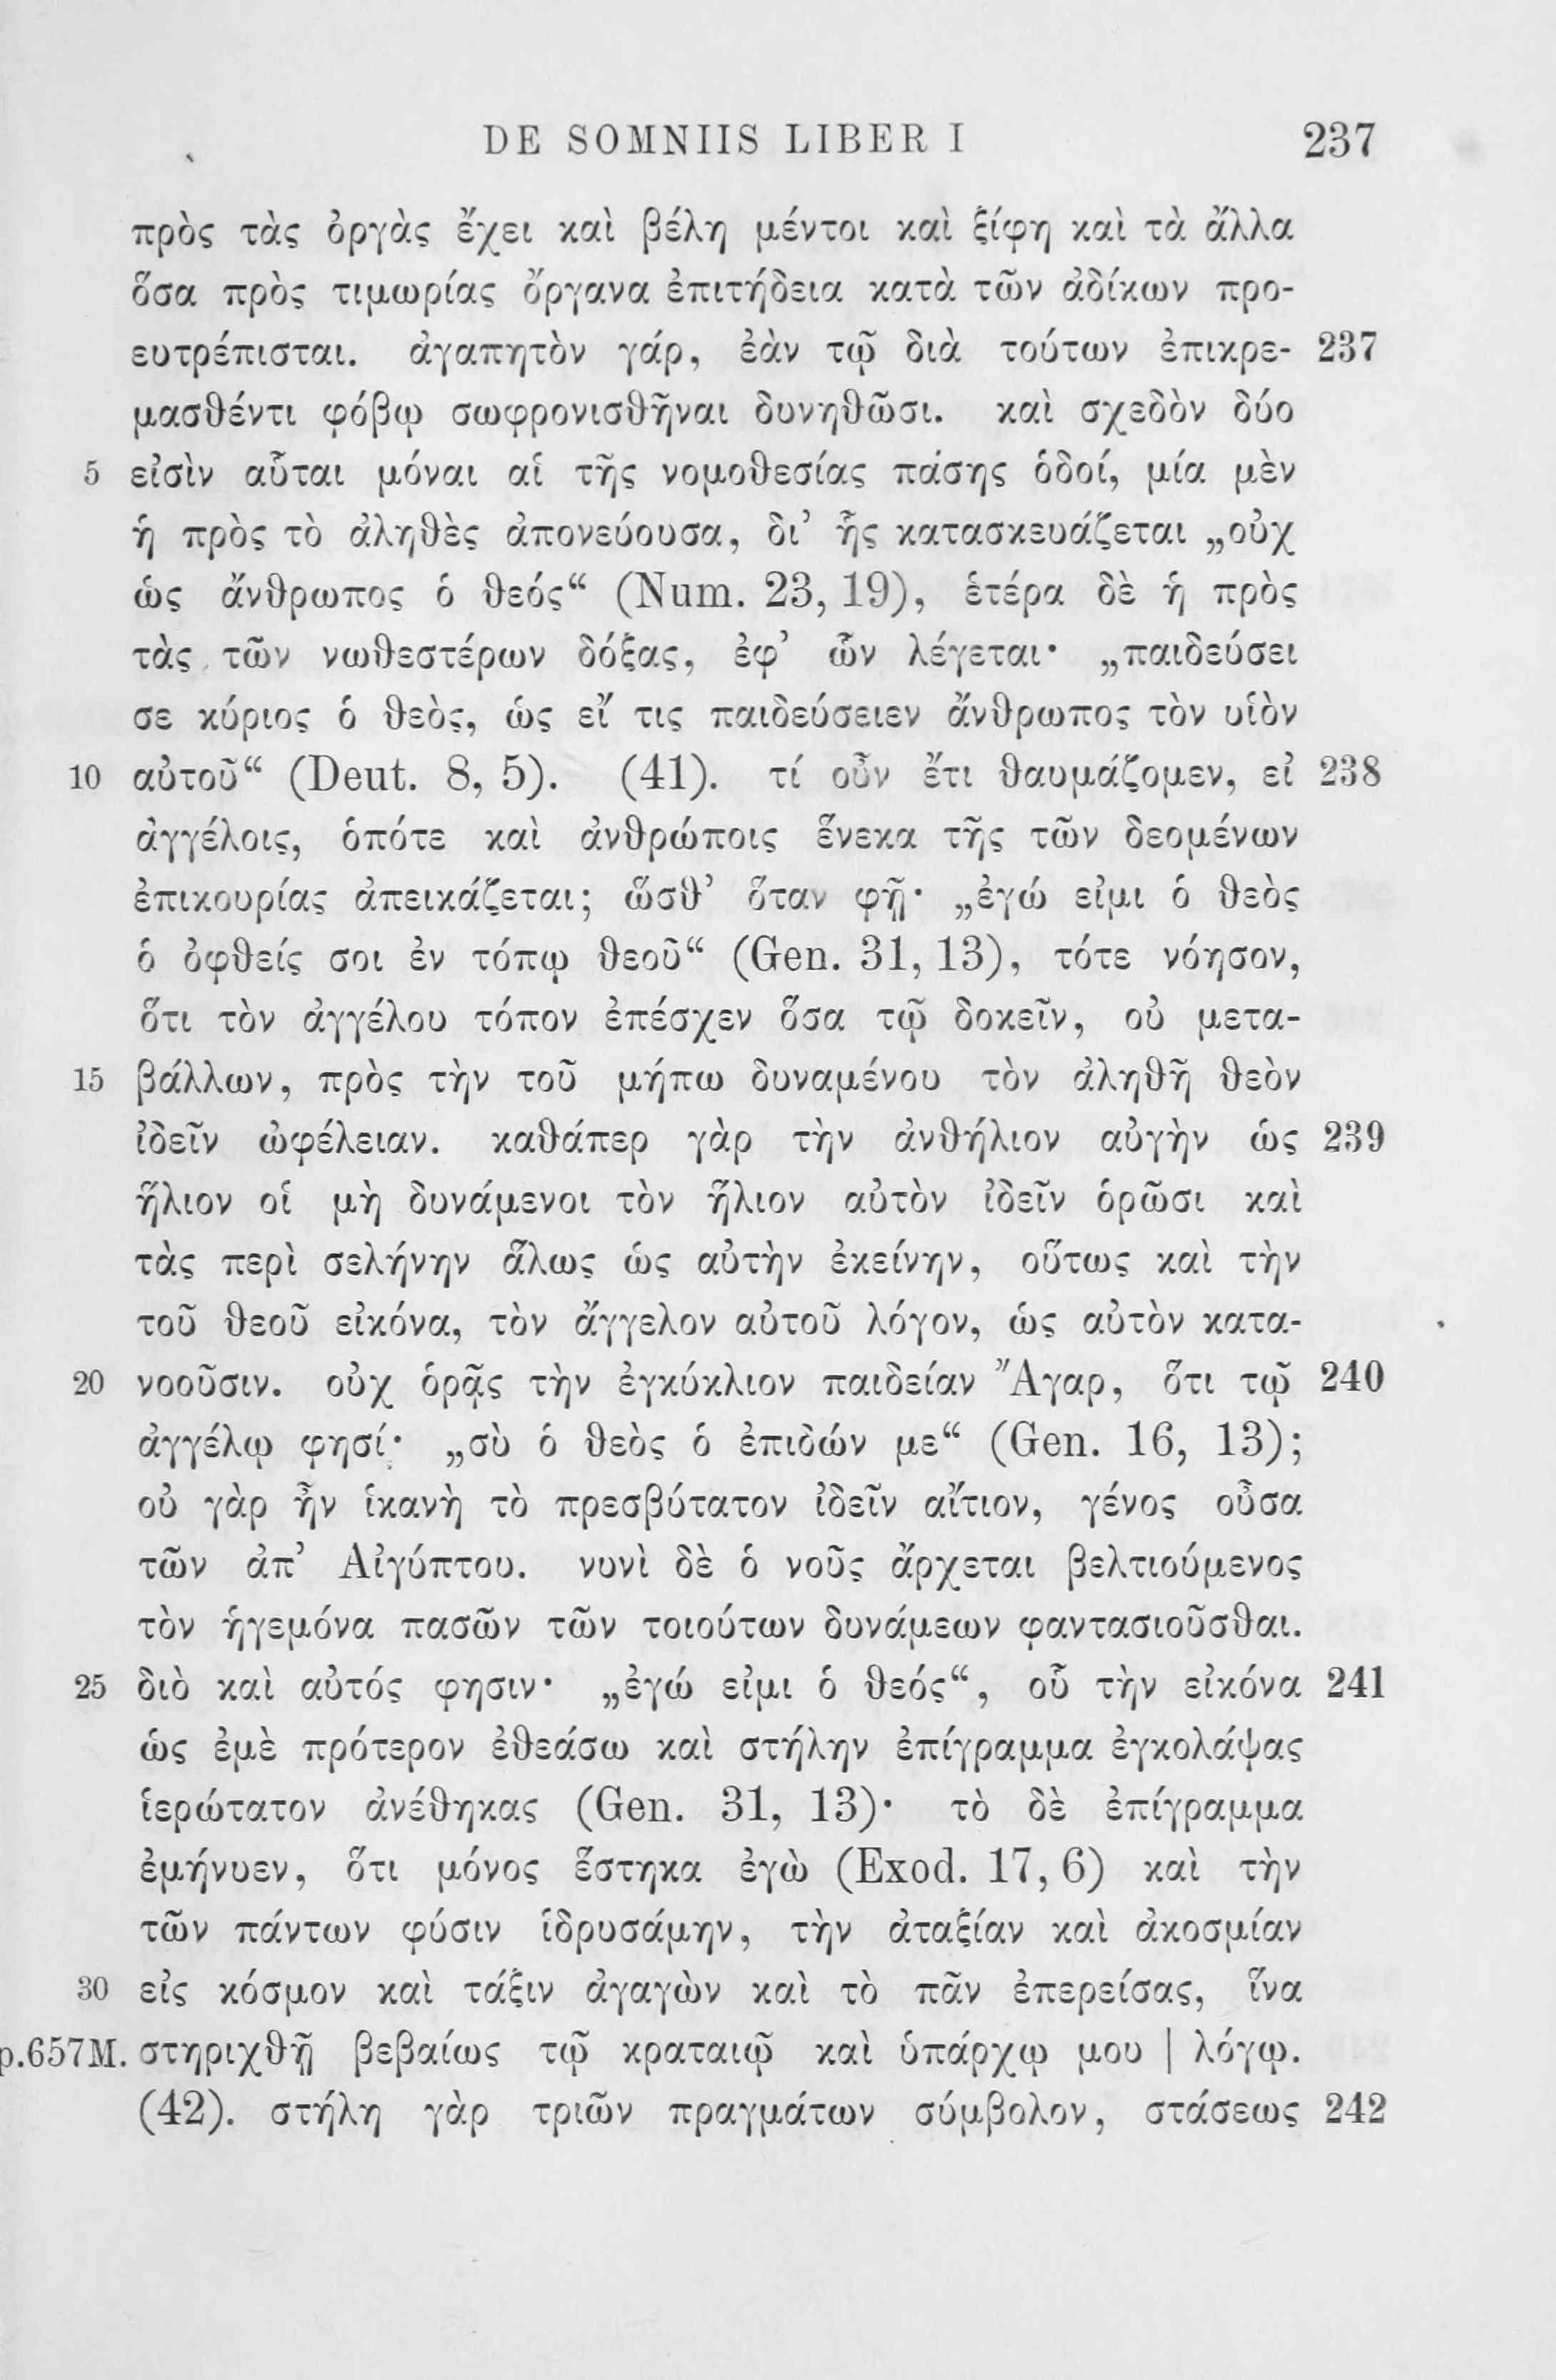 DE SOMNIIS LIBER I 237
πρὸς τὰς ὀργὰς ἔχει καὶ βέλη μέντοι καὶ ξίφη καὶ τὰ ἄλλα
ὅσα πρὸς τιμωρίας ὄργανα ἐπιτήδεια κατὰ τῶν ἀδίκων προ-
ευτρέπισται. ἀγαπητὸν γάρ, ἐὰν τῷ διὰ τούτων ἐπικρε- 237
μασθέντι φόβῳ σωφρονισθῆναι δυνηθῶσι. καὶ σχεδὸν δύο
5 εἰσὶν αὗται μόναι αἱ τῆς νομοθεσίας πάσης ὁδοί, μία μὲν
ἡ πρὸς τὸ ἀληθὲς ἀπονεύουσα, δι’ ἧς κατασκευάζεται „οὐχ
ὡς ἄνθρωπος ὁ θεός“ (Num. 23, 19), ἑτέρα δὲ ἡ πρὸς
τὰς τῶν νωθεστέρων δόξας, ἐφ’ ὧν λέγεται· „παιδεύσει
σε κύριος ὁ θεὸς, ὡς εἴ τις παιδεύσειεν ἄνθρωπος τὸν υἱὸν
10 αὐτοῦ“ (Deut. 8, 5). (41). τί οὖν ἔτι θαυμάζομεν, εἰ 238
ἀγγέλοις, ὁπότε καὶ ἀνθρώποις ἕνεκα τῆς τῶν δεομένων
ἐπικουρίας ἀπεικάζεται; ὥσθ’ ὅταν φῇ· „ἐγώ εἰμι ὁ θεὸς
ὁ ὀφθείς σοι ἐν τόπῳ θεοῦ“ (Gen. 31, 13), τότε νόησον,
ὅτι τὸν ἀγγέλου τόπον ἐπέσχεν ὅσα τῷ δοκεῖν, οὐ μετα-
15 βάλλων, πρὸς τὴν τοῦ μήπω δυναμένου τὸν ἀληθῆ θεὸν
ἰδεῖν ὠφέλειαν. καθάπερ γὰρ τὴν ἀνθήλιον αὐγὴν ὡς 239
ἥλιον οἱ μὴ δυνάμενοι τὸν ἥλιον αὐτὸν ἰδεῖν ὁρῶσι καὶ
τὰς περὶ σελήνην ἅλως ὡς αὐτὴν ἐκείνην, οὕτως καὶ τὴν
τοῦ θεοῦ εἰκόνα, τὸν ἄγγελον αὐτοῦ λόγον, ὡς αὐτὸν κατα-
20 νοοῦσιν. οὐχ ὁρᾷς τὴν ἐγκύκλιον παιδείαν Ἄγαρ, ὅτι τῷ 240
ἀγγέλῳ φησί· „σὺ ὁ θεὸς ὁ ἐπιδών με“ (Gen. 16, 13);
οὐ γὰρ ἦν ἱκανὴ τὸ πρεσβύτατον ἰδεῖν αἴτιον, γένος οὖσα
τῶν ἀπ’ Αἰγύπτου. νυνὶ δὲ ὁ νοῦς ἄρχεται βελτιούμενος
τὸν ἡγεμόνα πασῶν τῶν τοιούτων δυνάμεων φαντασιοῦσθαι.
25 διὸ καὶ αὐτός φησιν· „ἐγώ εἰμι ὁ θεός“, οὗ τὴν εἰκόνα 241
ὡς ἐμὲ πρότερον ἐθεάσω καὶ στήλην ἐπίγραμμα ἐγκολάψας
ἱερώτατον ἀνέθηκας (Gen. 31, 13)· τὸ δὲ ἐπίγραμμα
ἐμήνυεν, ὅτι μόνος ἕστηκα ἐγὼ (Exod. 17, 6) καὶ τὴν
τῶν πάντων φύσιν ἱδρυσάμην, τὴν ἀταξίαν καὶ ἀκοσμίαν
30 εἰς κόσμον καὶ τάξιν ἀγαγὼν καὶ τὸ πᾶν ἐπερείσας, ἵνα
p.657M. στηριχθῇ βεβαίως τῷ κραταιῷ καὶ ὑπάρχῳ μου | λόγῳ.
(42). στήλη γὰρ τριῶν πραγμάτων σύμβολον, στάσεως 242